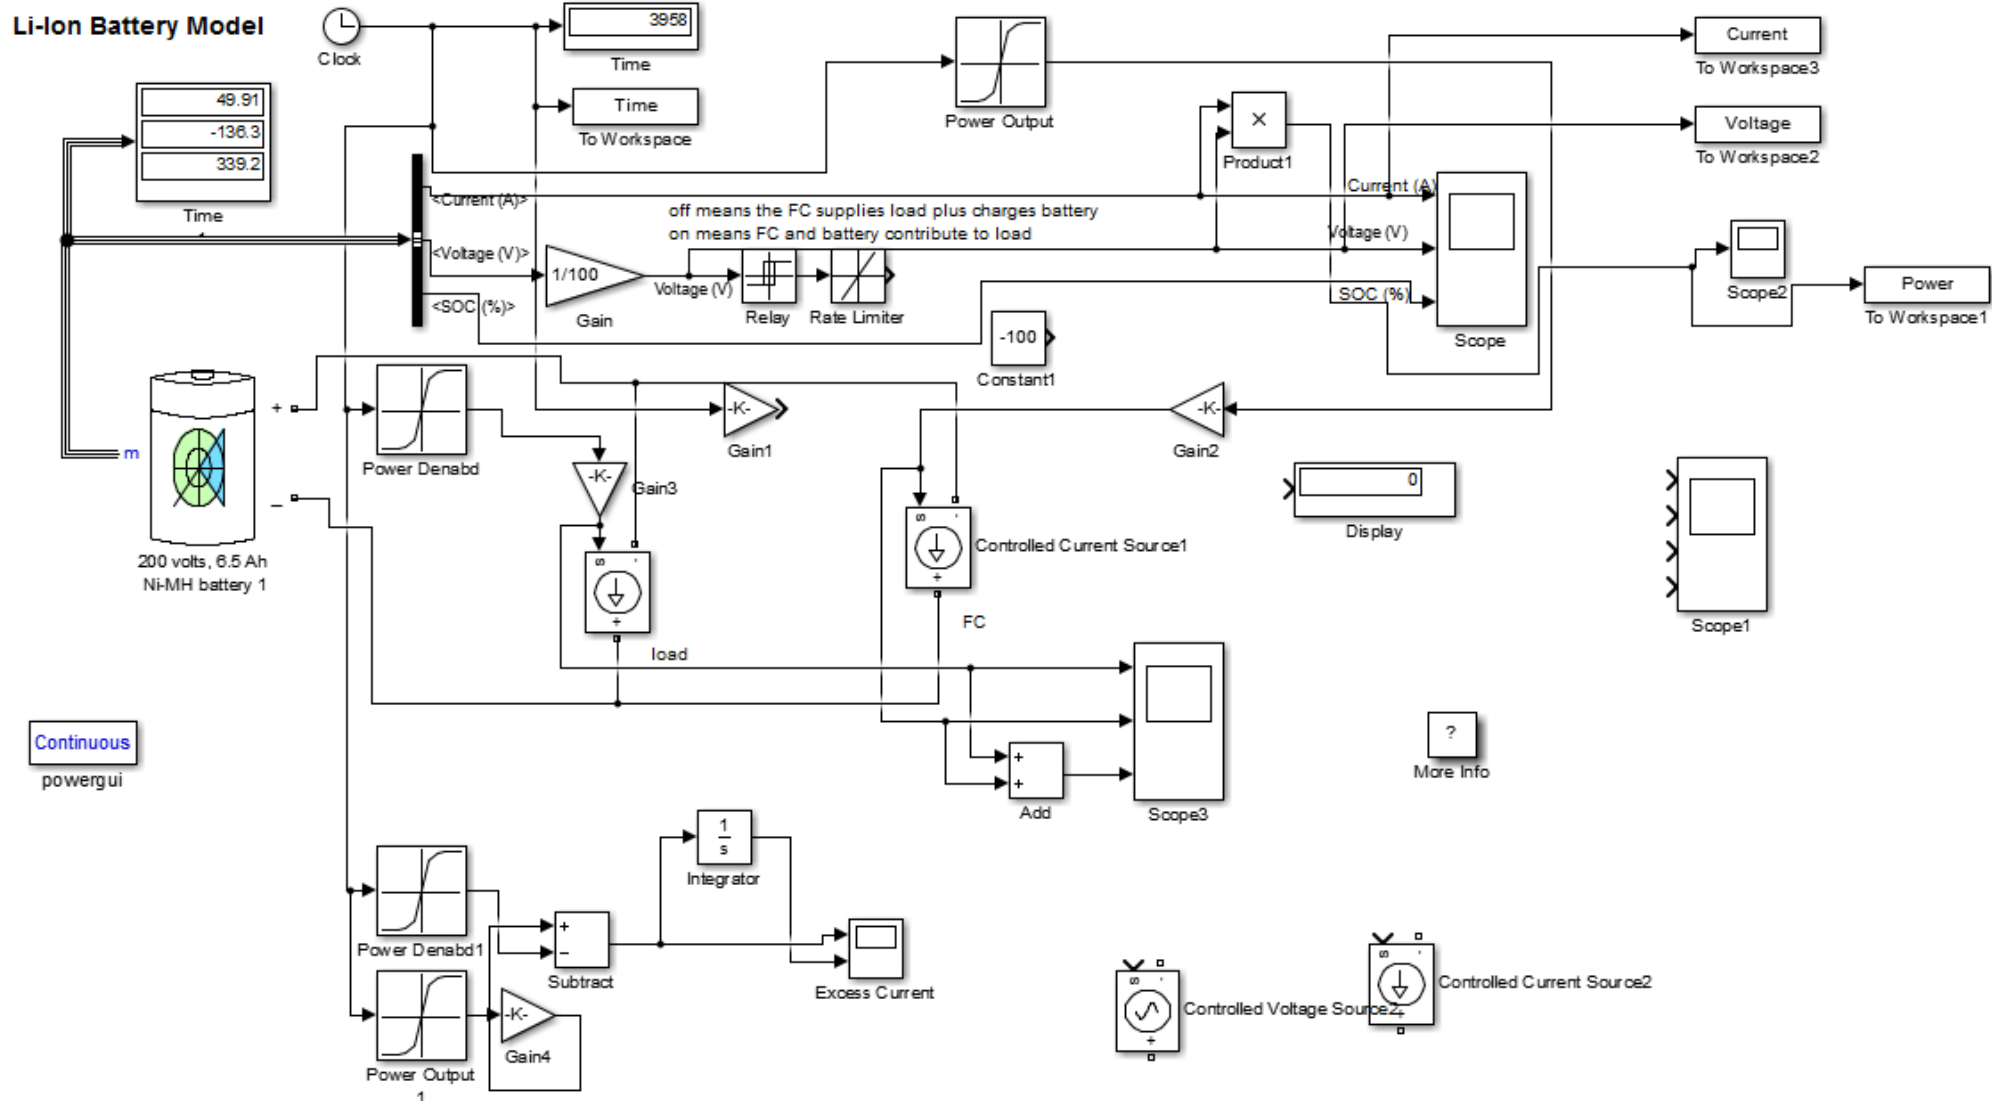 Li-Ion Battery Model
Clock
3958
Time
Time
To Workspace
Power Output
×
Product1
Current
To Workspace3
Voltage
To Workspace2
49.91
-136.3
339.2
Time
<Current (A)>
<Voltage (V)>
<SOC (%)>
off means the FC supplies load plus charges battery
on means FC and battery contribute to load
1/100
Gain
Voltage (V)
Relay
Rate Limiter
-100
Constant1
Current (A)
Voltage (V)
SOC (%)
Scope
Scope2
Power
To Workspace1
+
m
–
200 volts, 6.5 Ah
Ni-MH battery 1
Power Denabd
-K-
Gain1
-K-
Gain2
-K-
Gain3
s
-
+
load
s
-
+
Controlled Current Source1
FC
0
Display
Scope1
Continuous
powergui
+
+
Add
Scope3
?
More Info
1
s
Integrator
Power Denabd1
+
–
Subtract
Excess Current
Power Output
1
-K-
Gain4
s
-
+
Controlled Voltage Source2
s
-
+
Controlled Current Source2